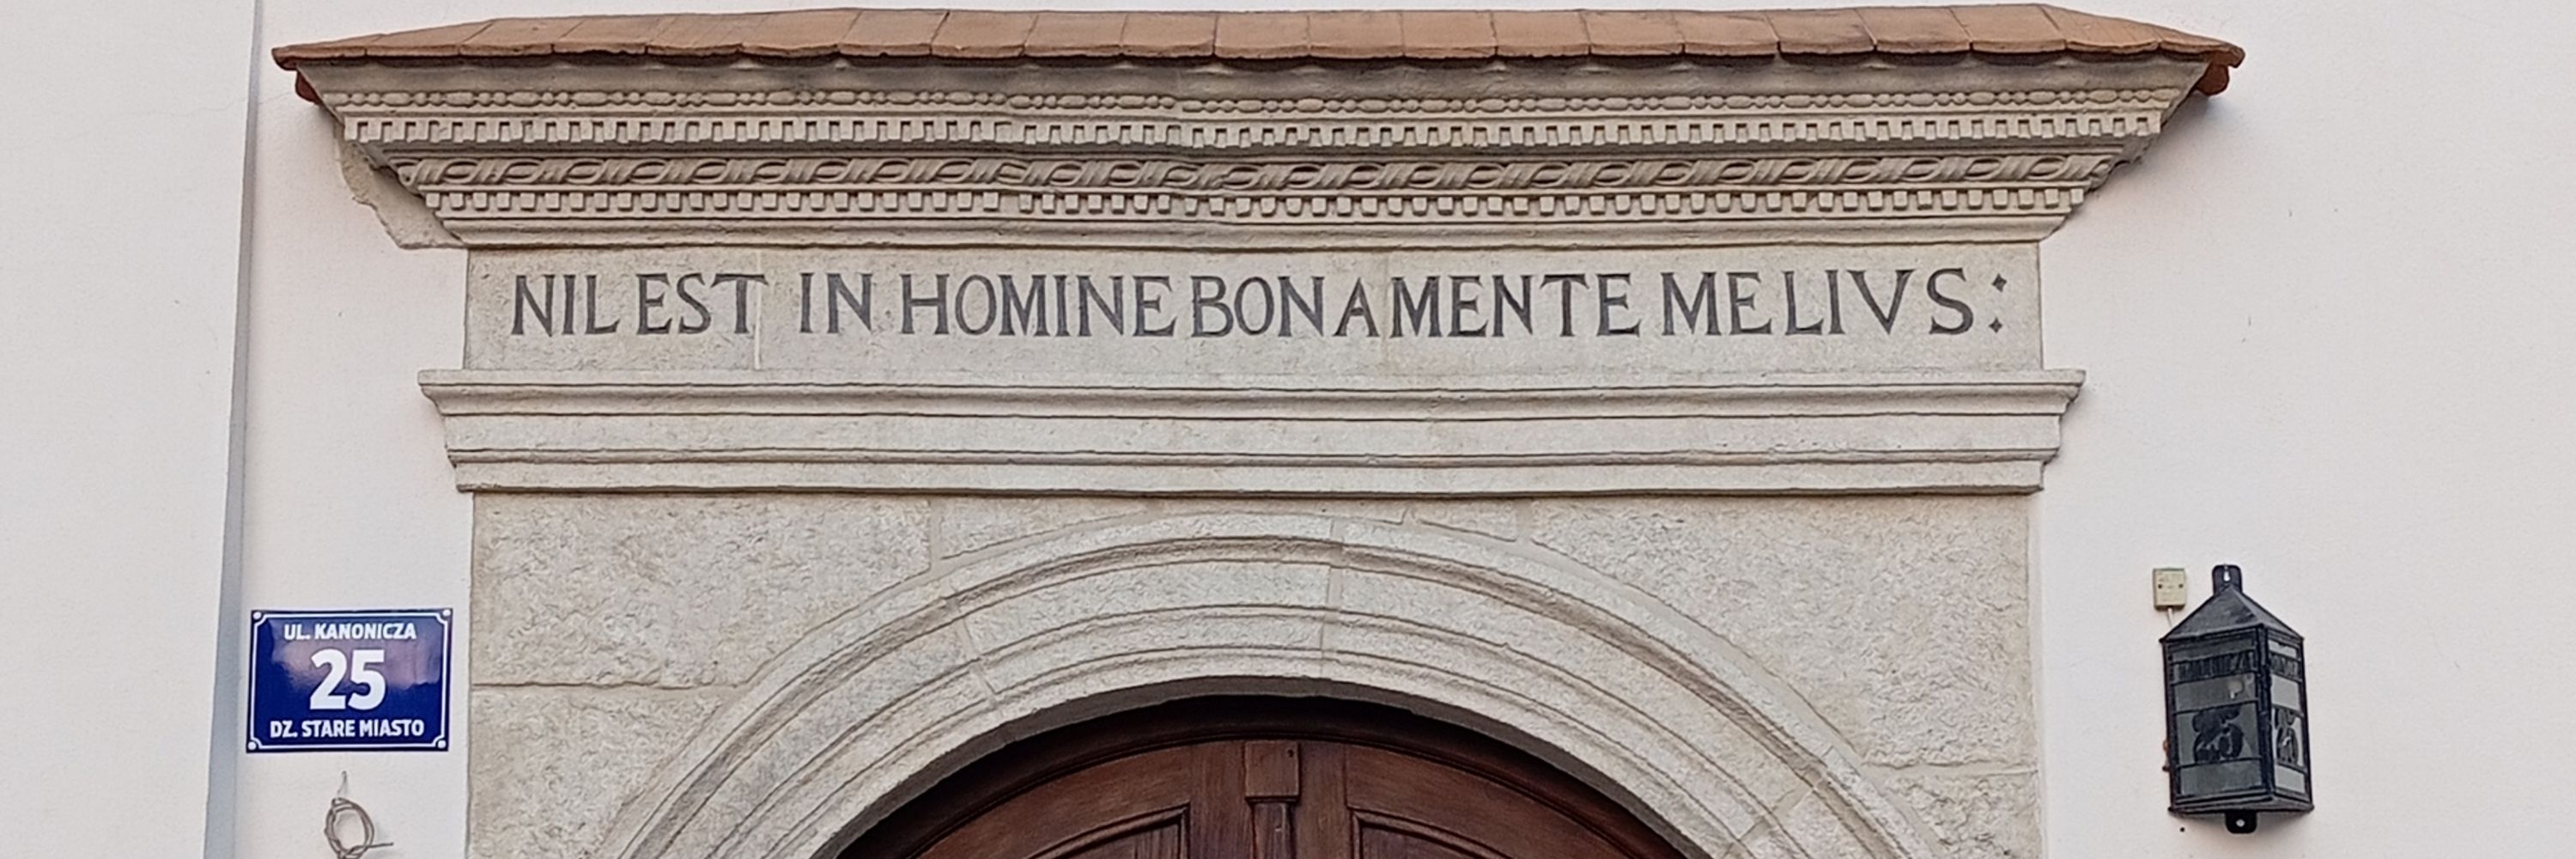 NIL EST IN HOMINE BONA MENTE MELIVS:
UL. KANONICZA
25
DZ. STARE MIASTO